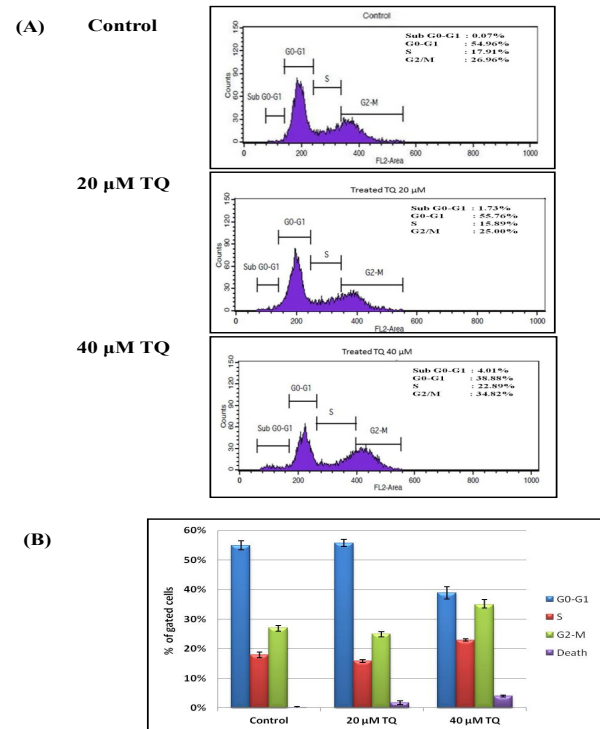 (A)
Control
Control
Sub G0-G1 : 0.07%
G0-G1 : 54.96%
S : 17.91%
G2/M : 26.96%
G0-G1
S
G2-M
Sub G0-G1
Counts
0 30 60 90 120 150
0 200 400 600 800 1000
FL2-Area
20 µM TQ
Treated TQ 20 µM
Sub G0-G1 : 1.73%
G0-G1 : 55.76%
S : 15.89%
G2/M : 25.00%
G0-G1
S
G2-M
Sub G0-G1
Counts
0 30 60 90 120 150
0 200 400 600 800 1000
FL2-Area
40 µM TQ
Treated TQ 40 µM
Sub G0-G1 : 4.01%
G0-G1 : 38.88%
S : 22.89%
G2/M : 34.82%
G0-G1
S
G2-M
Sub G0-G1
Counts
0 30 60 90 120 150
0 200 400 600 800 1000
FL2-Area
(B)
% of gated cells
60%
50%
40%
30%
20%
10%
0%
Control 20 µM TQ 40 µM TQ
G0-G1
S
G2-M
Death